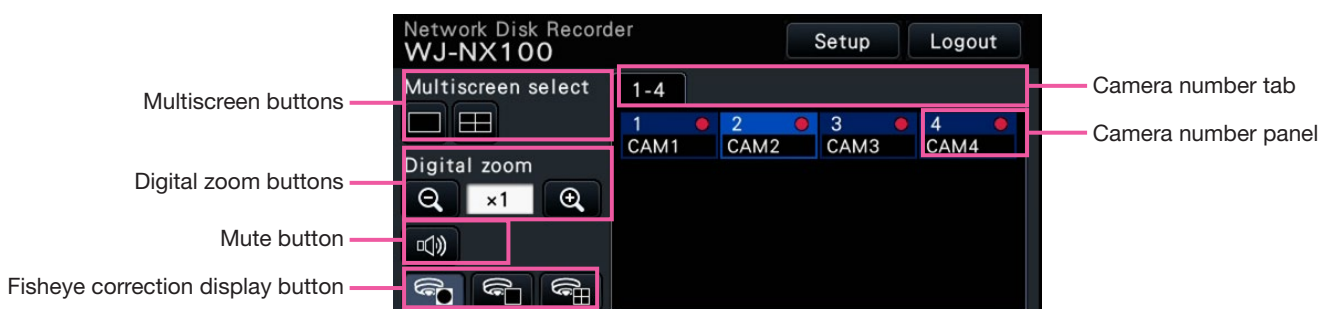 Network Disk Recorder
WJ-NX100
Setup
Logout
Multiscreen buttons
Multiscreen select
1-4
Camera number tab
1
2
3
4
CAM1
CAM2
CAM3
CAM4
Camera number panel
Digital zoom buttons
Digital zoom
×1
Mute button
Fisheye correction display button